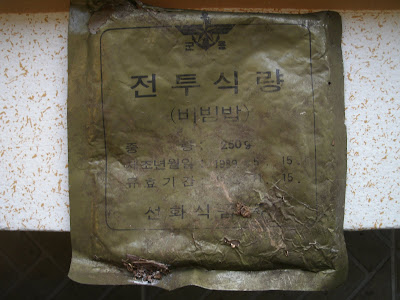 군용
전투식량
(비빔밥)
중 량: 250g
제조년월일: 1989. 5. 15.
유효기간: 15.
선화식품